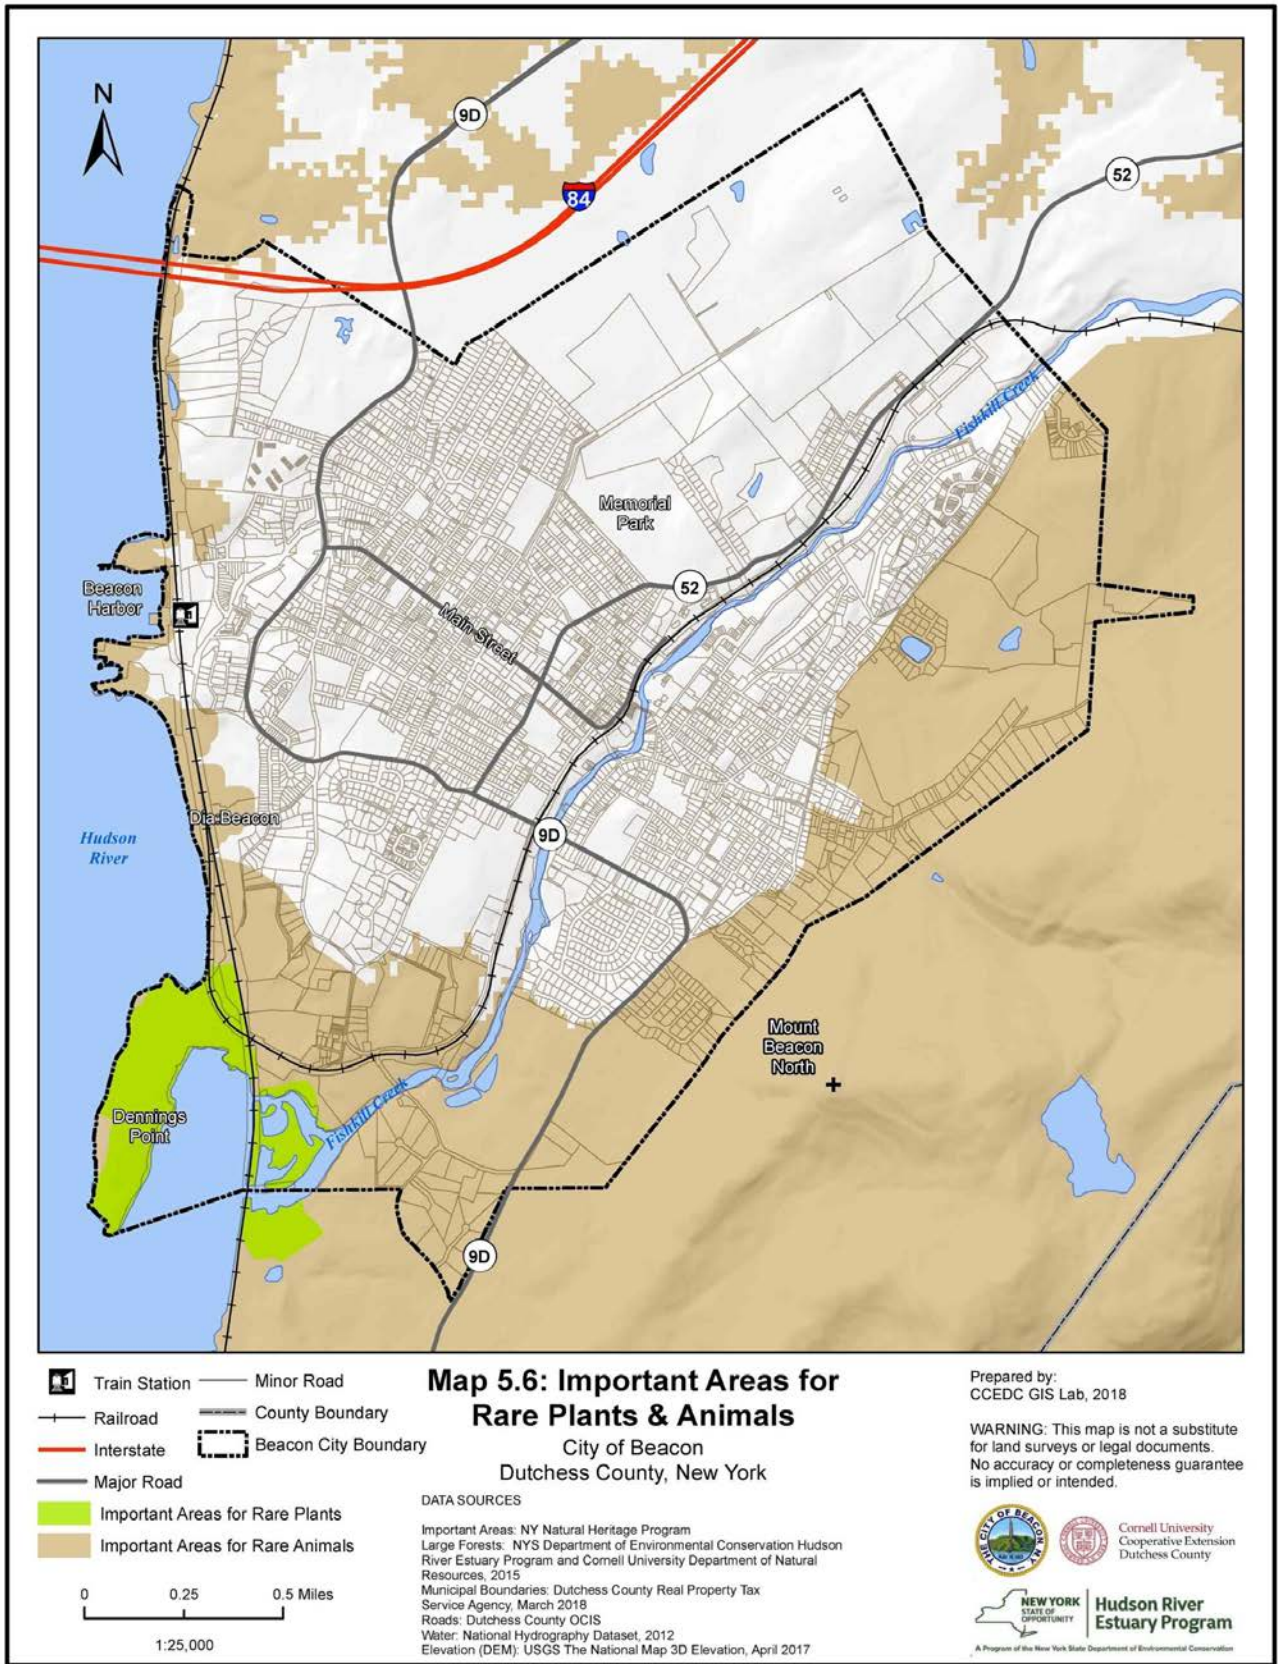 N
9D
84
52
Fishkill Creek
Memorial
Park
Beacon
Harbor
52
Main Street
Dia:Beacon
Hudson
River
9D
Mount
Beacon
North
Dennings
Point
Fishkill Creek
9D
Train Station
Railroad
Interstate
Major Road
Minor Road
County Boundary
Beacon City Boundary
Important Areas for Rare Plants
Important Areas for Rare Animals
0 0.25 0.5 Miles
1:25,000
Map 5.6: Important Areas for
Rare Plants & Animals
City of Beacon
Dutchess County, New York
DATA SOURCES
Important Areas: NY Natural Heritage Program
Large Forests: NYS Department of Environmental Conservation Hudson
River Estuary Program and Cornell University Department of Natural
Resources, 2015
Municipal Boundaries: Dutchess County Real Property Tax
Service Agency, March 2018
Roads: Dutchess County OCIS
Water: National Hydrography Dataset, 2012
Elevation (DEM): USGS The National Map 3D Elevation, April 2017
Prepared by:
CCEDC GIS Lab, 2018
WARNING: This map is not a substitute
for land surveys or legal documents.
No accuracy or completeness guarantee
is implied or intended.
THE CITY OF BEACON, N.Y.
Cornell University
Cooperative Extension
Dutchess County
NEW YORK
STATE OF
OPPORTUNITY
Hudson River
Estuary Program
A Program of the New York State Department of Environmental Conservation